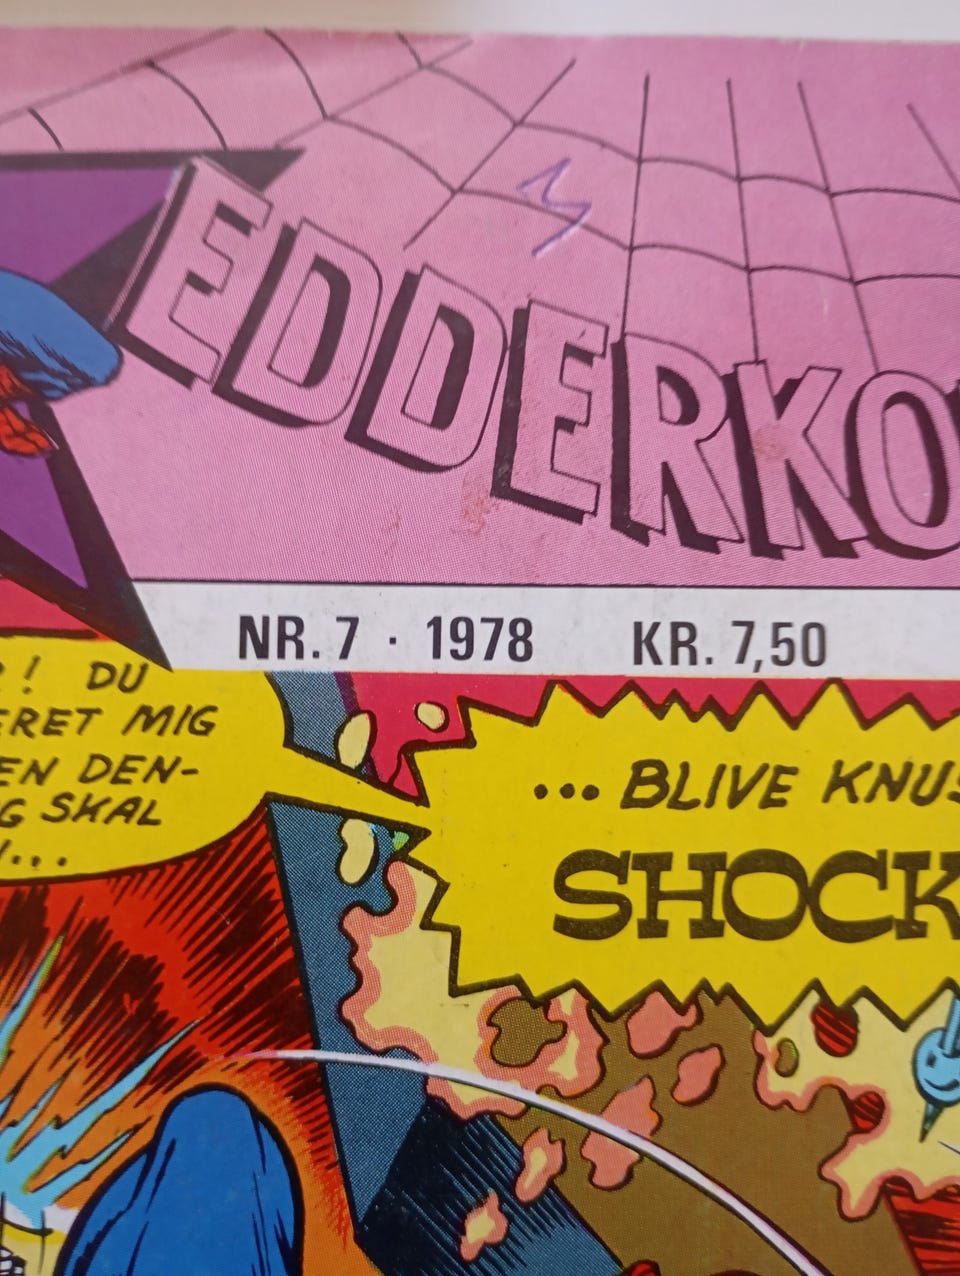 EDDERKO
NR. 7 · 1978 KR. 7,50
! DU
ERET MIG
EN DEN-
G SKAL
...
... BLIVE KNUS
SHOCK